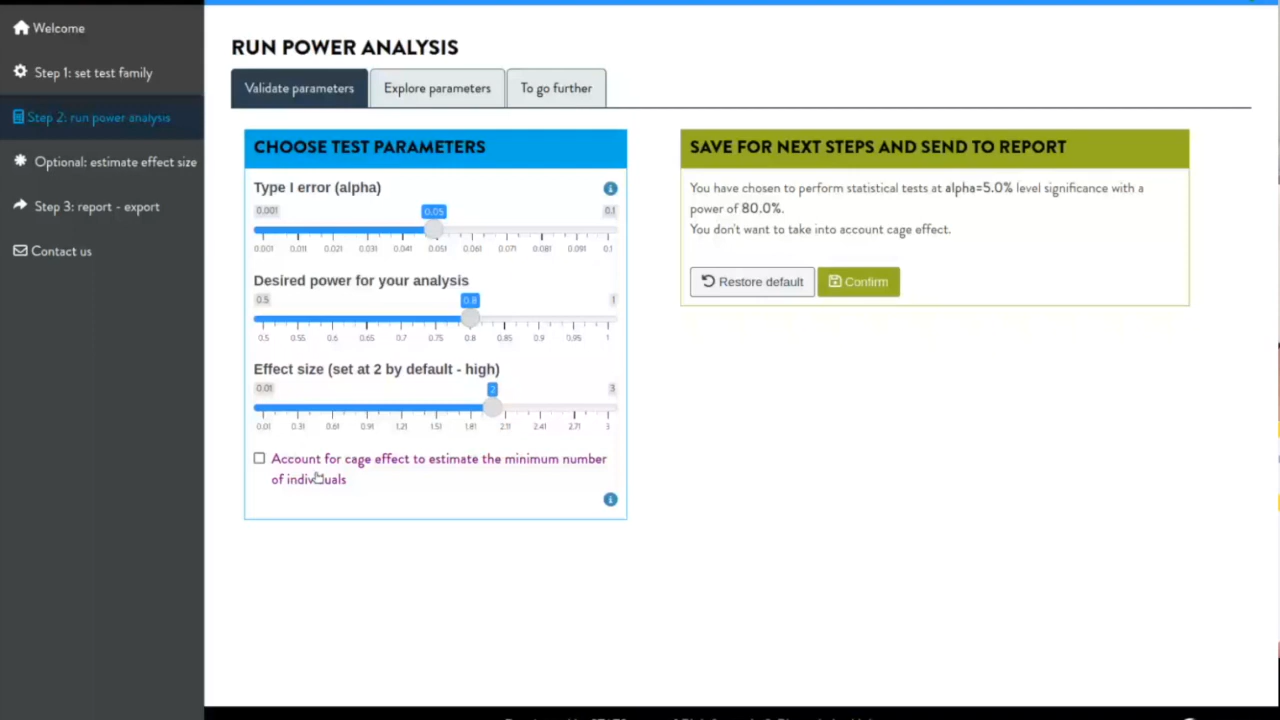 Welcome
Step 1: set test family
Step 2: run power analysis
Optional: estimate effect size
Step 3: report - export
Contact us
RUN POWER ANALYSIS
Validate parameters
Explore parameters
To go further
CHOOSE TEST PARAMETERS
Type I error (alpha)
0.001 0.05 0.1
0.001 0.011 0.021 0.031 0.041 0.051 0.061 0.071 0.081 0.091 0.1
Desired power for your analysis
0.5 0.8 1
0.5 0.55 0.6 0.65 0.7 0.75 0.8 0.85 0.9 0.95 1
Effect size (set at 2 by default - high)
0.01 2 3
0.01 0.31 0.61 0.91 1.21 1.51 1.81 2.11 2.41 2.71 3
Account for cage effect to estimate the minimum number
of individuals
SAVE FOR NEXT STEPS AND SEND TO REPORT
You have chosen to perform statistical tests at alpha=5.0% level significance with a
power of 80.0%.
You don't want to take into account cage effect.
Restore default
Confirm